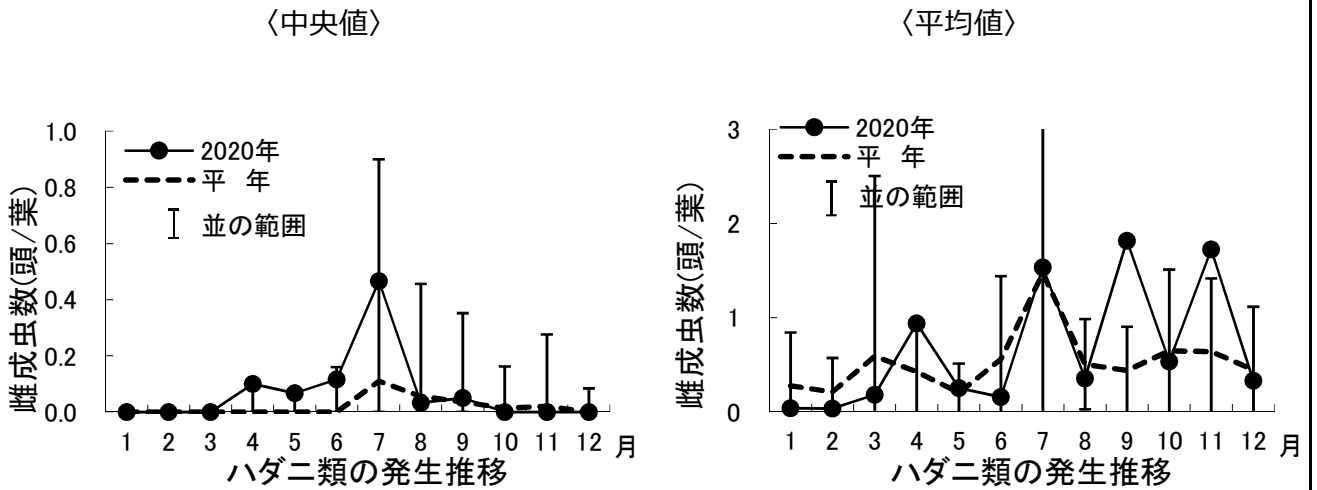 〈中央値〉
1.0
0.8
0.6
0.4
0.2
0.0
雌成虫数(頭/葉)
2020年
平 年
並の範囲
1 2 3 4 5 6 7 8 9 10 11 12 月
ハダニ類の発生推移
〈平均値〉
3
2
1
0
雌成虫数(頭/葉)
2020年
平 年
並の範囲
1 2 3 4 5 6 7 8 9 10 11 12 月
ハダニ類の発生推移